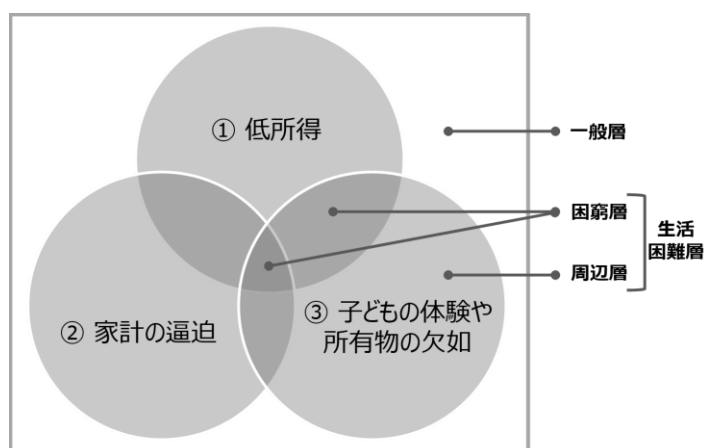 ① 低所得
一般層
困窮層
生活
困難層
周辺層
② 家計の逼迫
③ 子どもの体験や
所有物の欠如